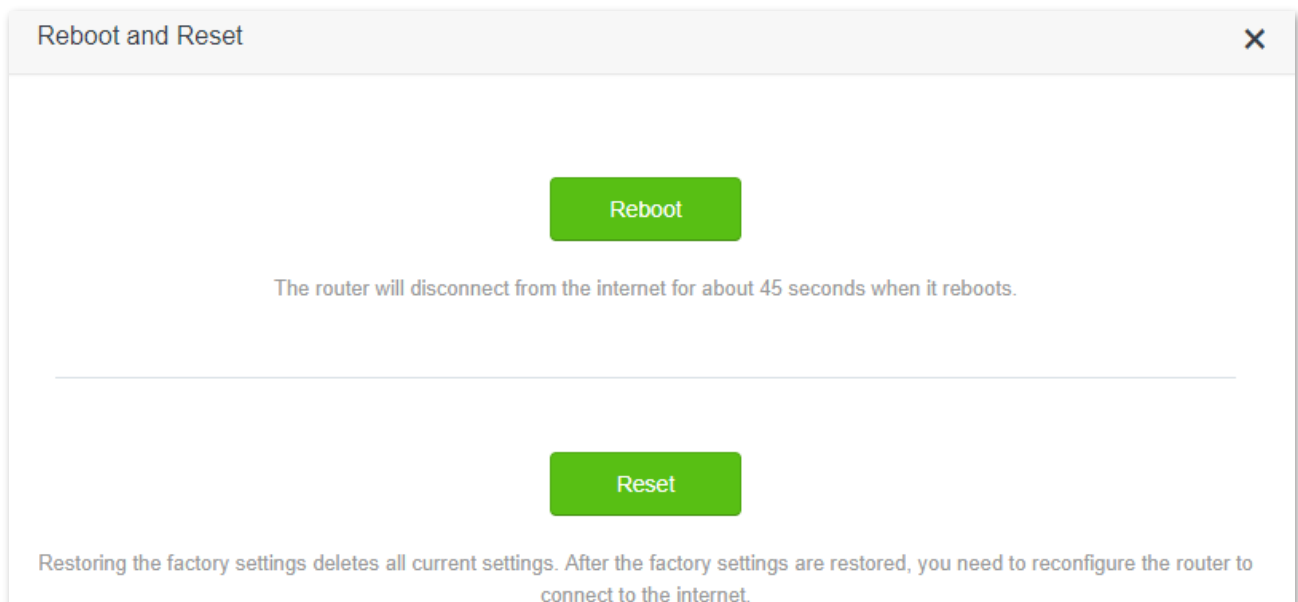 Reboot and Reset
Reboot
The router will disconnect from the internet for about 45 seconds when it reboots.
Reset
Restoring the factory settings deletes all current settings. After the factory settings are restored, you need to reconfigure the router to
connect to the internet.